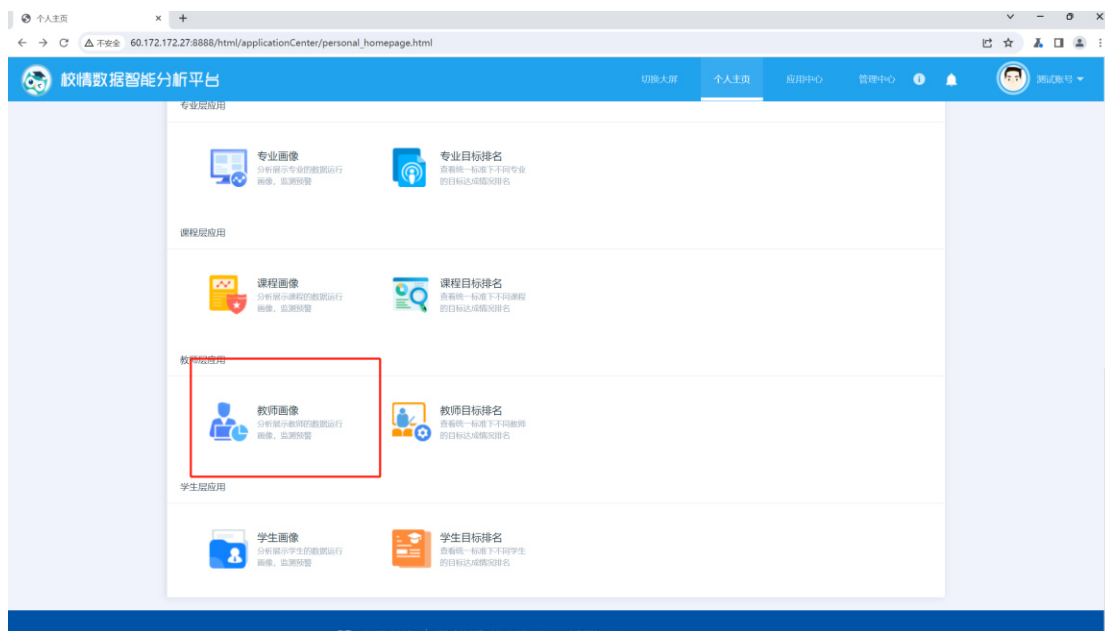 个人主页
不安全 60.172.172.27:8888/html/applicationCenter/personal_homepage.html
校情数据智能分析平台
切换大屏 个人主页 应用中心 管理中心 测试账号
专业层应用
专业画像
分析展示专业的数据运行
画像，监测预警
专业目标排名
查看统一标准下不同专业
的目标达成情况排名
课程层应用
课程画像
分析展示课程的数据运行
画像，监测预警
课程目标排名
查看统一标准下不同课程
的目标达成情况排名
教师层应用
教师画像
分析展示教师的数据运行
画像，监测预警
教师目标排名
查看统一标准下不同教师
的目标达成情况排名
学生层应用
学生画像
分析展示学生的数据运行
画像，监测预警
学生目标排名
查看统一标准下不同学生
的目标达成情况排名